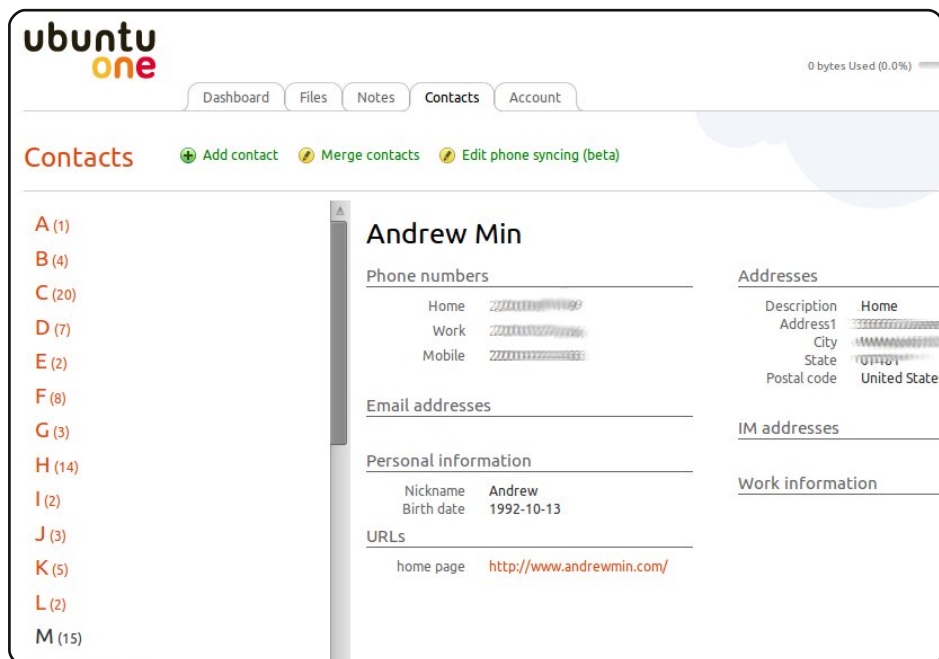 ubuntu
one
0 bytes Used (0.0%)
Dashboard Files Notes Contacts Account
Contacts
Add contact Merge contacts Edit phone syncing (beta)
A (1)
B (4)
C (20)
D (7)
E (2)
F (8)
G (3)
H (14)
I (2)
J (3)
K (5)
L (2)
M (15)
Andrew Min
Phone numbers
Home
Work
Mobile
Email addresses
Personal information
Nickname Andrew
Birth date 1992-10-13
URLs
home page http://www.andrewmin.com/
Addresses
Description Home
Address1
City
State
Postal code United State
IM addresses
Work information